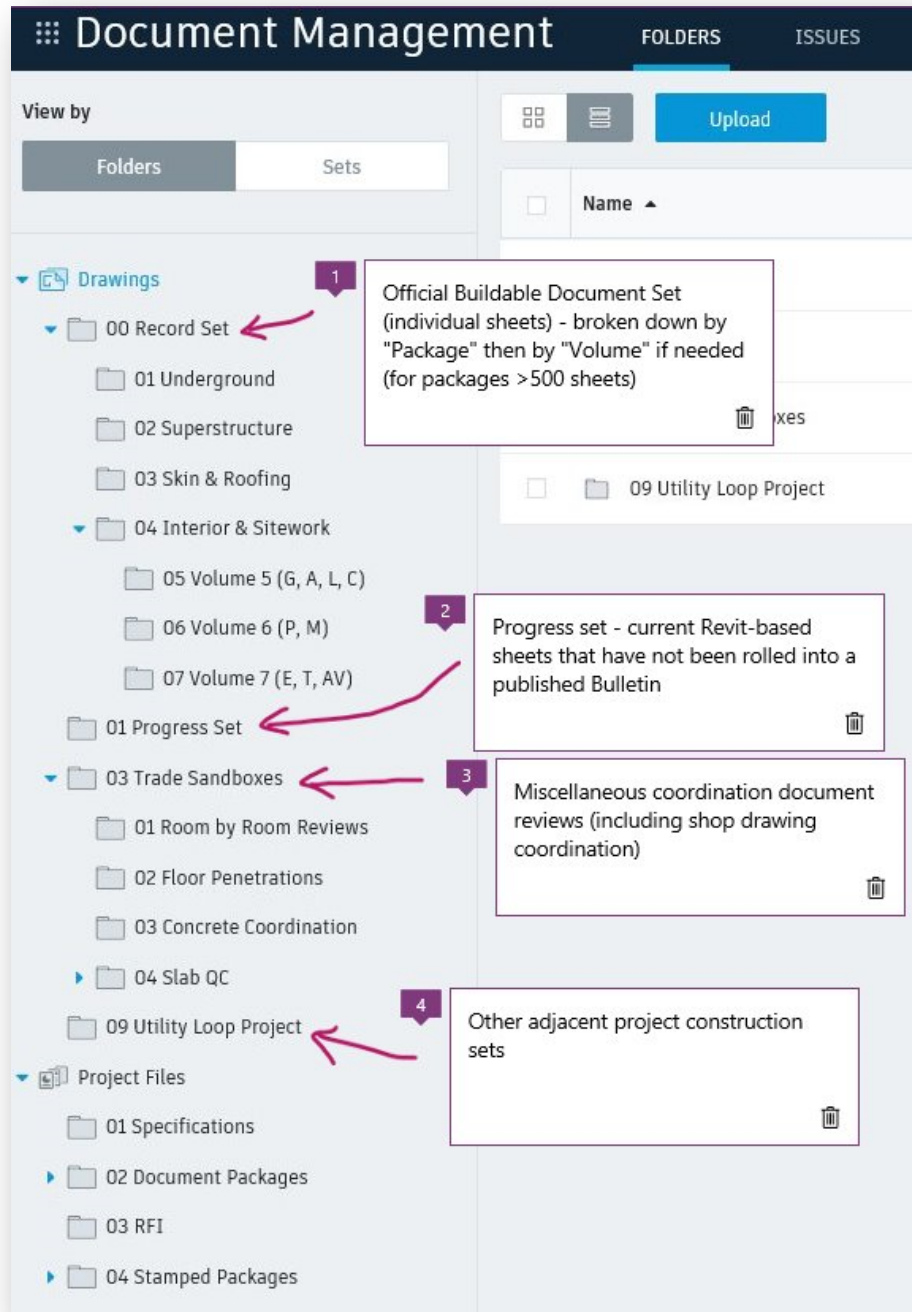 Document Management
FOLDERS
ISSUES
View by
Folders
Sets
Upload
Name
Drawings
1
Official Buildable Document Set
(individual sheets) - broken down by
"Package" then by "Volume" if needed
(for packages >500 sheets)
00 Record Set
01 Underground
02 Superstructure
xes
03 Skin & Roofing
09 Utility Loop Project
04 Interior & Sitework
05 Volume 5 (G, A, L, C)
06 Volume 6 (P, M)
07 Volume 7 (E, T, AV)
2
Progress set - current Revit-based
sheets that have not been rolled into a
published Bulletin
01 Progress Set
03 Trade Sandboxes
3
Miscellaneous coordination document
reviews (including shop drawing
coordination)
01 Room by Room Reviews
02 Floor Penetrations
03 Concrete Coordination
04 Slab QC
09 Utility Loop Project
4
Other adjacent project construction
sets
Project Files
01 Specifications
02 Document Packages
03 RFI
04 Stamped Packages